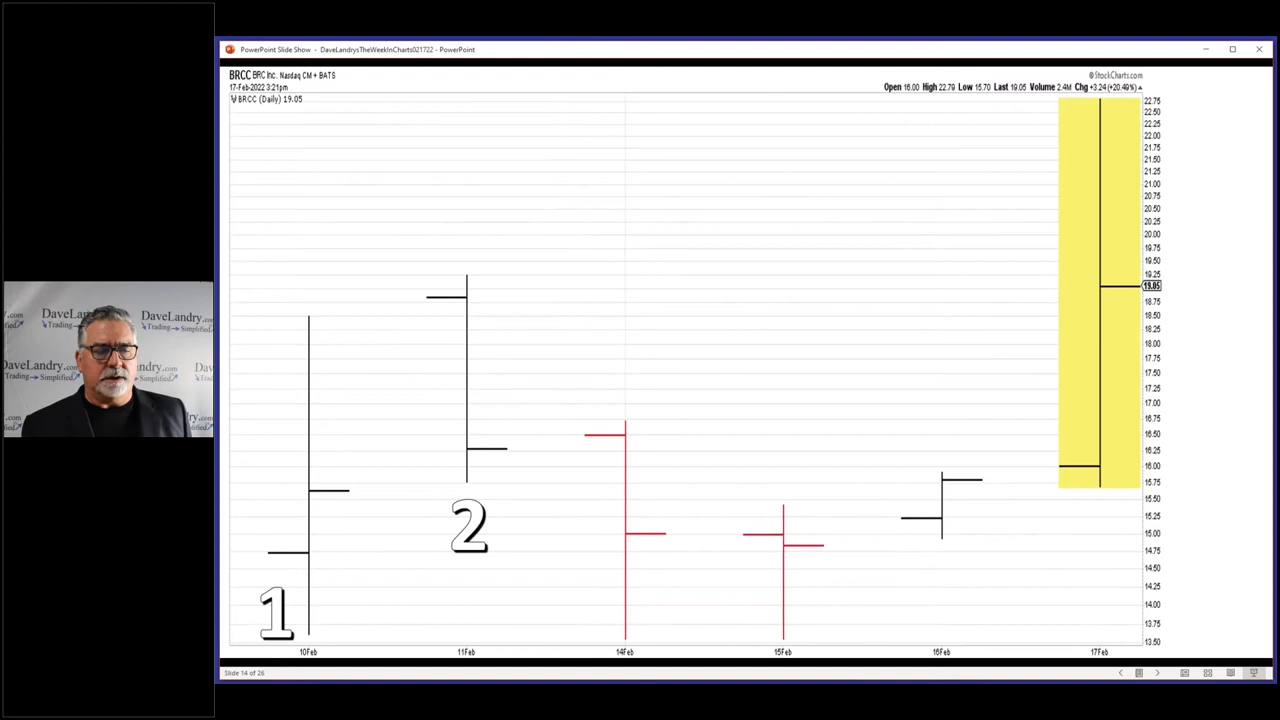 PowerPoint Slide Show - DaveLandrysTheWeekInCharts021722 - PowerPoint
BRCC BRC Inc. Nasdaq CM + BATS
© StockCharts.com
17-Feb-2022 3:21pm
Open 16.00 High 22.79 Low 15.70 Last 19.05 Volume 2.4M Chg +3.24 (+20.49%)
BRCC (Daily) 19.05
22.75
22.50
22.25
22.00
21.75
21.50
21.25
21.00
20.75
20.50
20.25
20.00
19.75
19.50
19.25
19.05
18.75
18.50
18.25
18.00
17.75
17.50
17.25
17.00
16.75
16.50
16.25
16.00
15.75
15.50
15.25
15.00
14.75
14.50
14.25
14.00
13.75
13.50
1
2
10Feb
11Feb
14Feb
15Feb
16Feb
17Feb
DaveLandry.com
Trading Simplified
DaveLandry.com
Trading Simplified
Slide 14 of 26